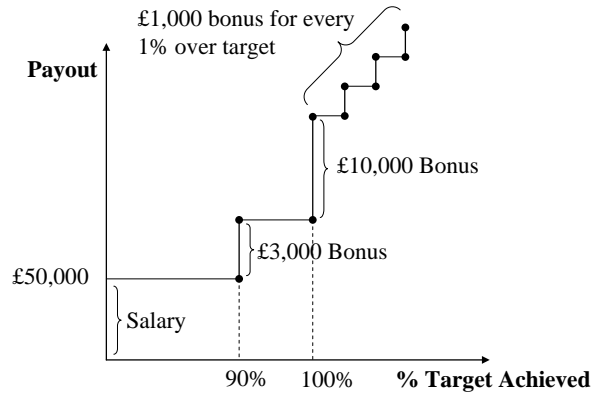 £1,000 bonus for every
1% over target
Payout
£10,000 Bonus
£3,000 Bonus
£50,000
Salary
90%
100%
% Target Achieved